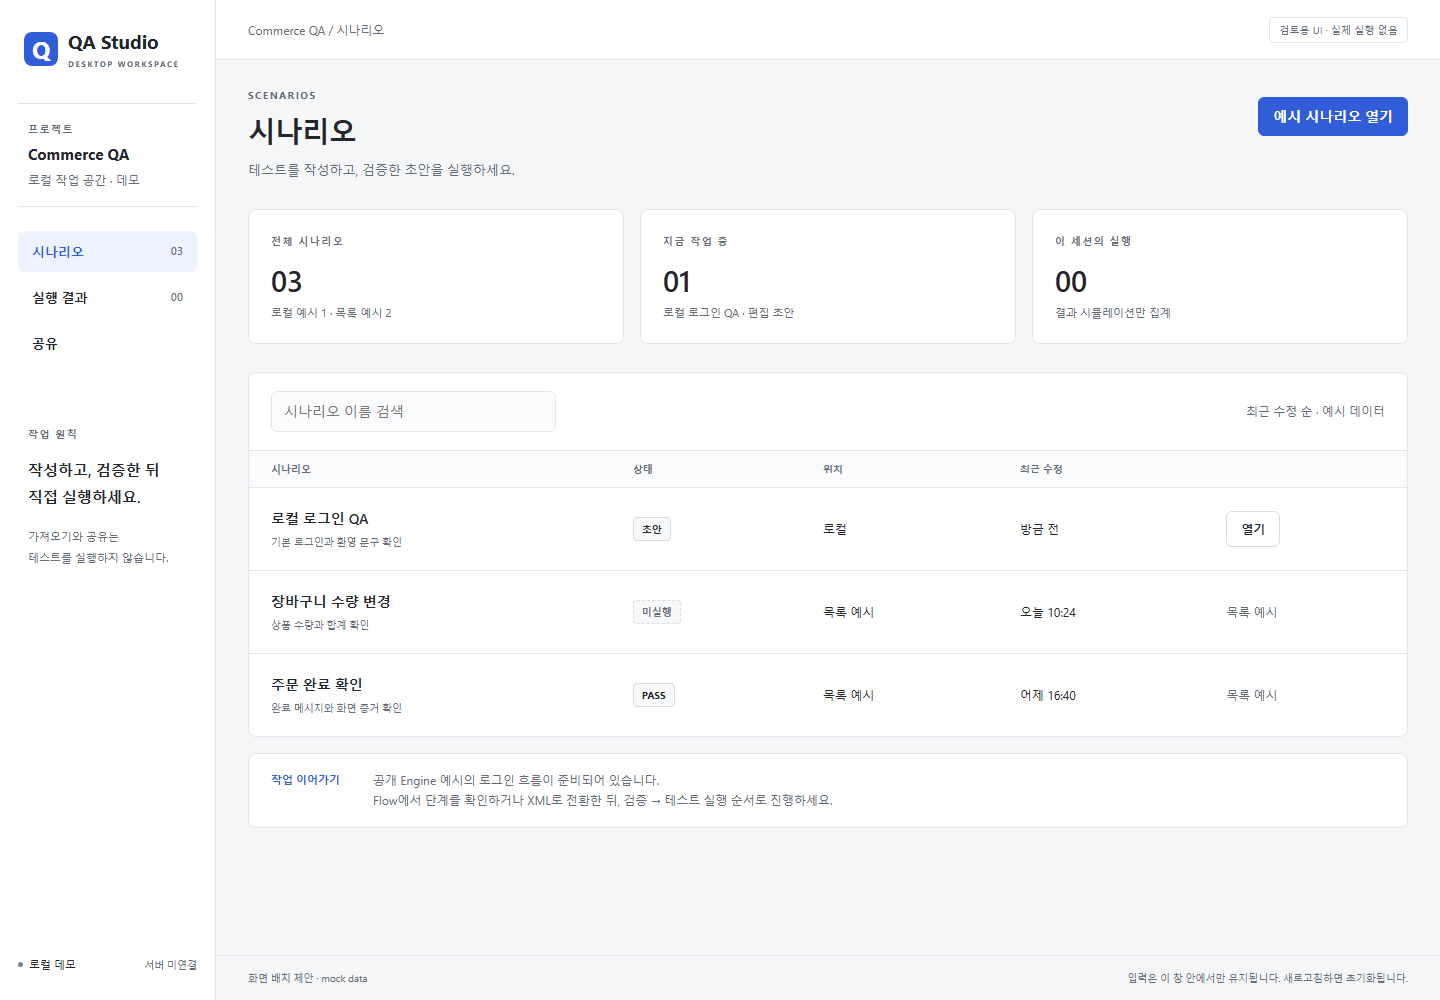 Q
QA Studio
DESKTOP WORKSPACE
프로젝트
Commerce QA
로컬 작업 공간 · 데모
시나리오 03
실행 결과 00
공유
작업 원칙
작성하고, 검증한 뒤
직접 실행하세요.
가져오기와 공유는
테스트를 실행하지 않습니다.
로컬 데모 서버 미연결
Commerce QA / 시나리오
검토용 UI · 실제 실행 없음
SCENARIOS
시나리오
테스트를 작성하고, 검증한 초안을 실행하세요.
예시 시나리오 열기
전체 시나리오
03
로컬 예시 1 · 목록 예시 2
지금 작업 중
01
로컬 로그인 QA · 편집 초안
이 세션의 실행
00
결과 시뮬레이션만 집계
시나리오 이름 검색
최근 수정 순 · 예시 데이터
시나리오 상태 위치 최근 수정
로컬 로그인 QA
기본 로그인과 환영 문구 확인
초안 로컬 방금 전 열기
장바구니 수량 변경
상품 수량과 합계 확인
미실행 목록 예시 오늘 10:24 목록 예시
주문 완료 확인
완료 메시지와 화면 증거 확인
PASS 목록 예시 어제 16:40 목록 예시
작업 이어가기
공개 Engine 예시의 로그인 흐름이 준비되어 있습니다.
Flow에서 단계를 확인하거나 XML로 전환한 뒤, 검증 → 테스트 실행 순서로 진행하세요.
화면 배치 제안 · mock data
입력은 이 창 안에서만 유지됩니다. 새로고침하면 초기화됩니다.